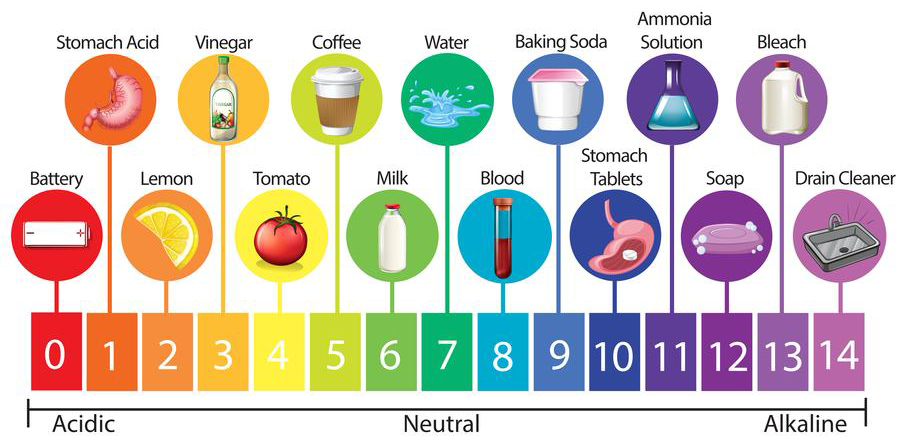 Ammonia
Solution
Stomach Acid
Vinegar
Coffee
Water
Baking Soda
Bleach
VINEGAR
Stomach
Tablets
Battery
Lemon
Tomato
Milk
Blood
Soap
Drain Cleaner
- +
0 1 2 3 4 5 6 7 8 9 10 11 12 13 14
Acidic Neutral Alkaline